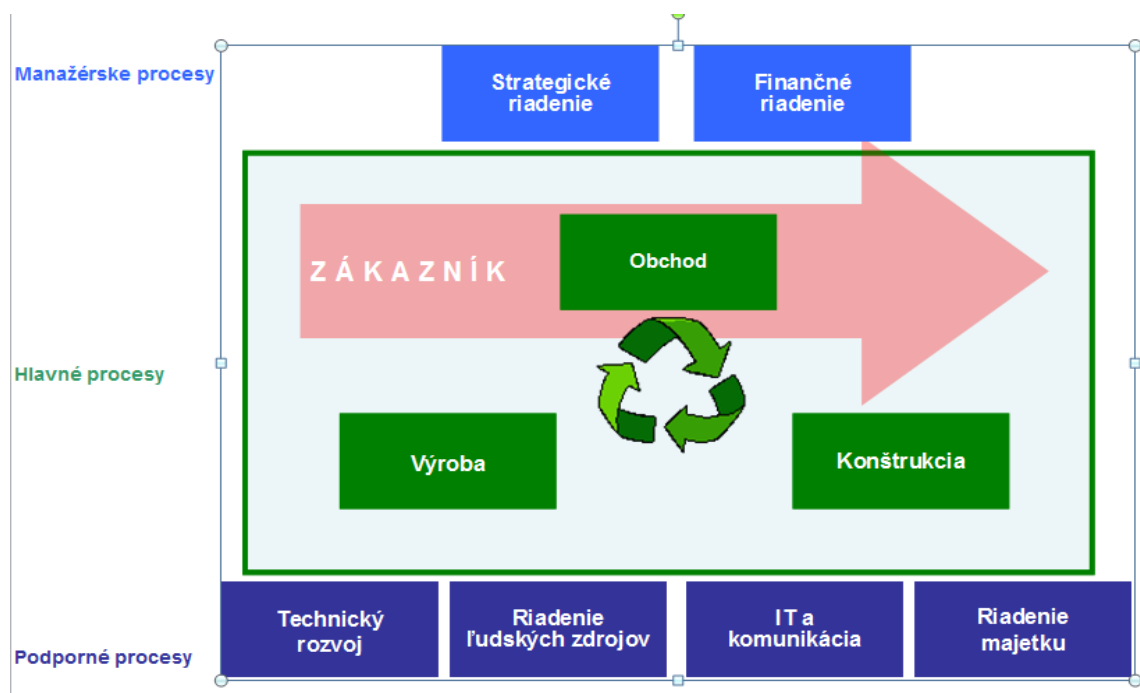 Manažérske procesy
Strategické
riadenie
Finančné
riadenie
ZÁKAZNÍK
Obchod
Hlavné procesy
Výroba
Konštrukcia
Technický
rozvoj
Riadenie
ľudských zdrojov
IT a
komunikácia
Riadenie
majetku
Podporné procesy